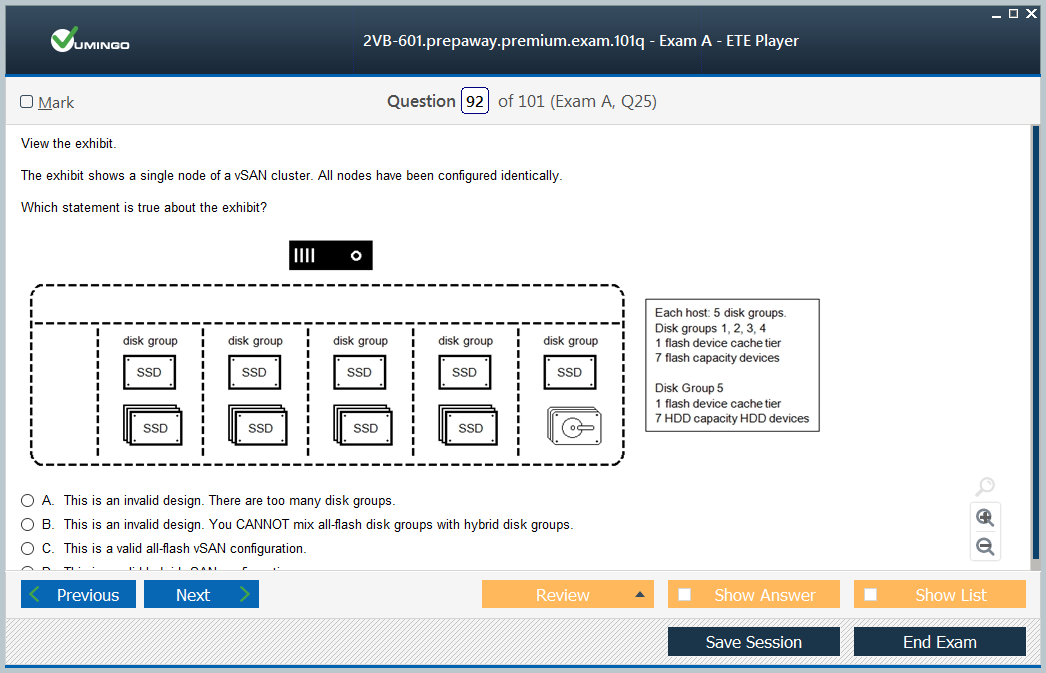 VUMINGO
2VB-601.prepaway.premium.exam.101q - Exam A - ETE Player
Mark
Question 92 of 101 (Exam A, Q25)
View the exhibit.
The exhibit shows a single node of a vSAN cluster. All nodes have been configured identically.
Which statement is true about the exhibit?
disk group disk group disk group disk group disk group
SSD SSD SSD SSD SSD
SSD SSD SSD SSD
Each host: 5 disk groups.
Disk groups 1, 2, 3, 4
1 flash device cache tier
7 flash capacity devices
Disk Group 5
1 flash device cache tier
7 HDD capacity HDD devices
A. This is an invalid design. There are too many disk groups.
B. This is an invalid design. You CANNOT mix all-flash disk groups with hybrid disk groups.
C. This is a valid all-flash vSAN configuration.
Previous Next Review Show Answer Show List
Save Session End Exam